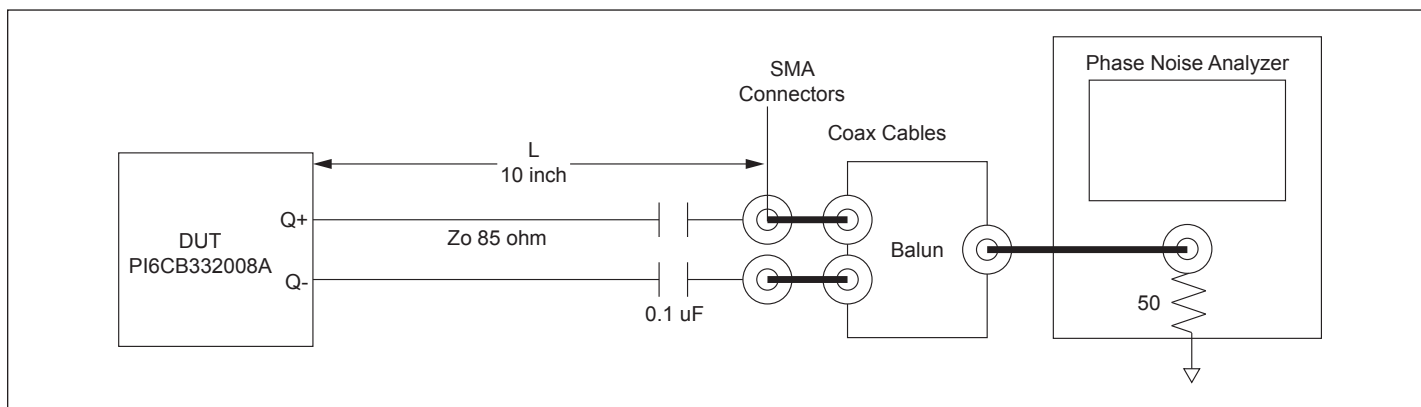 Phase Noise Analyzer
SMA
Connectors
Coax Cables
L
10 inch
Q+
Zo 85 ohm
DUT
PI6CB332008A
Balun
Q-
0.1 uF
50